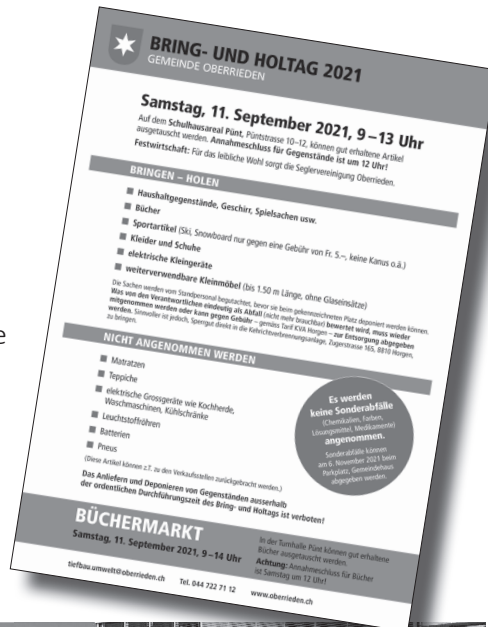 BRING- UND HOLTAG 2021
GEMEINDE OBERRIEDEN
Samstag, 11. September 2021, 9–13 Uhr
Auf dem Schulhausareal Pünt, Püntstrasse 10–12, können gut erhaltene Artikel
ausgetauscht werden. Annahmeschluss für Gegenstände ist um 12 Uhr!
Festwirtschaft: Für das leibliche Wohl sorgt die Seglervereinigung Oberrieden.
BRINGEN – HOLEN
■ Haushaltgegenstände, Geschirr, Spielsachen usw.
■ Bücher
■ Sportartikel (Ski, Snowboard nur gegen eine Gebühr von Fr. 5.–, keine Kanus o.ä.)
■ Kleider und Schuhe
■ elektrische Kleingeräte
■ weiterverwendbare Kleinmöbel (bis 1.50 m Länge, ohne Glaseinsätze)
Die Sachen werden vom Standpersonal begutachtet, bevor sie beim gekennzeichneten Platz deponiert werden können.
Was von den Verantwortlichen eindeutig als Abfall (nicht mehr brauchbar) bewertet wird, muss wieder
mitgenommen werden oder kann gegen Gebühr – gemäss Tarif KVA Horgen – zur Entsorgung abgegeben
werden. Sinnvoller ist jedoch, Sperrgut direkt in die Kehrichtverbrennungsanlage, Zugerstrasse 165, 8810 Horgen,
zu bringen.
NICHT ANGENOMMEN WERDEN
■ Matratzen
■ Teppiche
■ elektrische Grossgeräte wie Kochherde,
Waschmaschinen, Kühlschränke
■ Leuchtstoffröhren
■ Batterien
■ Pneus
(Diese Artikel können z.T. zu den Verkaufsstellen zurückgebracht werden.)
Das Anliefern und Deponieren von Gegenständen ausserhalb
der ordentlichen Durchführungszeit des Bring- und Holtags ist verboten!
Es werden
keine Sonderabfälle
(Chemikalien, Farben,
Lösungsmittel, Medikamente)
angenommen.
Sonderabfälle können
am 6. November 2021 beim
Parkplatz, Gemeindehaus
abgegeben werden.
BÜCHERMARKT
Samstag, 11. September 2021, 9–14 Uhr
In der Turnhalle Pünt können gut erhaltene
Bücher ausgetauscht werden.
Achtung: Annahmeschluss für Bücher
ist Samstag um 12 Uhr!
tiefbau.umwelt@oberrieden.ch Tel. 044 722 71 12 www.oberrieden.ch
e